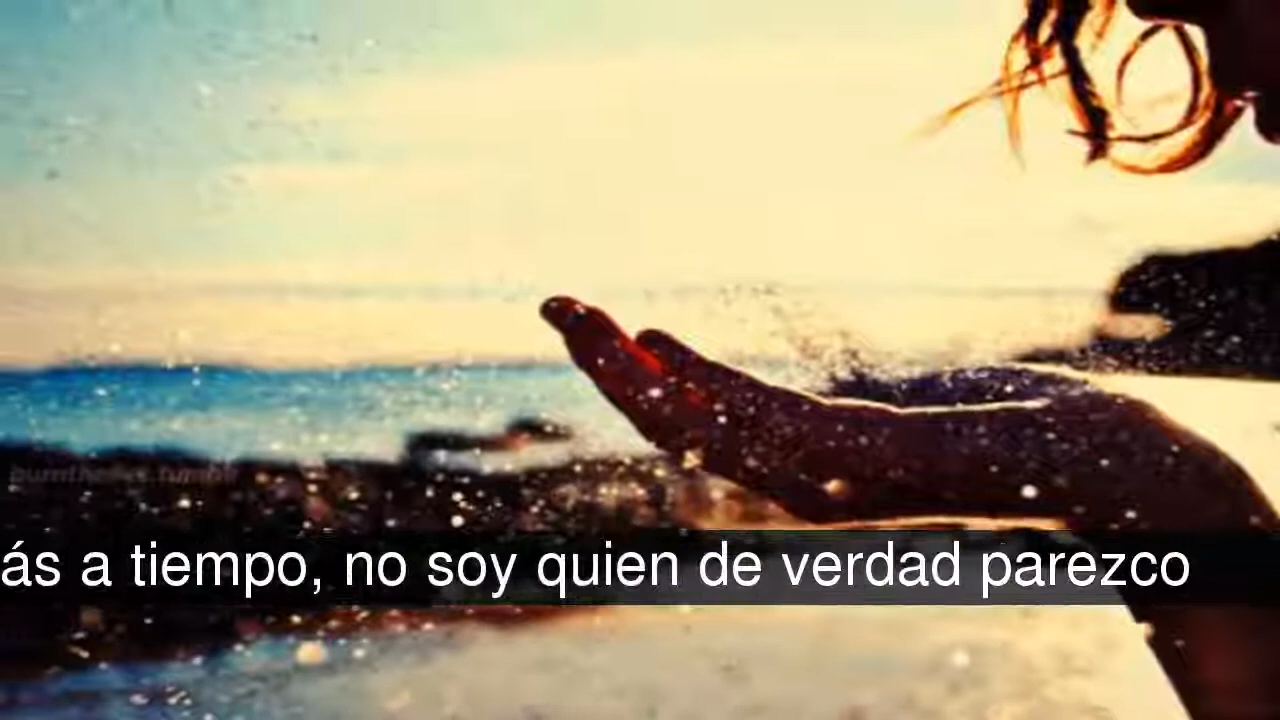 ás a tiempo, no soy quien de verdad parezco